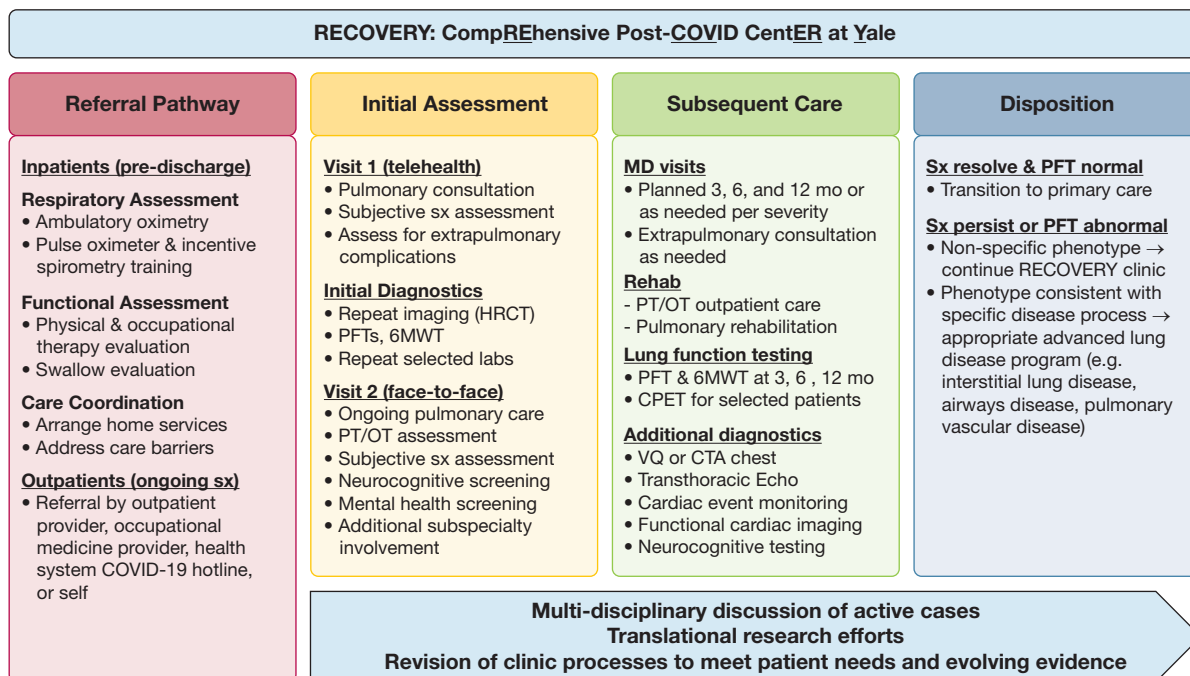 RECOVERY: CompREhensive Post-COVID CentER at Yale
Referral Pathway
Inpatients (pre-discharge)
Respiratory Assessment
• Ambulatory oximetry
• Pulse oximeter & incentive
spirometry training
Functional Assessment
• Physical & occupational
therapy evaluation
• Swallow evaluation
Care Coordination
• Arrange home services
• Address care barriers
Outpatients (ongoing sx)
• Referral by outpatient
provider, occupational
medicine provider, health
system COVID-19 hotline,
or self
Initial Assessment
Visit 1 (telehealth)
• Pulmonary consultation
• Subjective sx assessment
• Assess for extrapulmonary
complications
Initial Diagnostics
• Repeat imaging (HRCT)
• PFTs, 6MWT
• Repeat selected labs
Visit 2 (face-to-face)
• Ongoing pulmonary care
• PT/OT assessment
• Subjective sx assessment
• Neurocognitive screening
• Mental health screening
• Additional subspecialty
involvement
Subsequent Care
MD visits
• Planned 3, 6, and 12 mo or
as needed per severity
• Extrapulmonary consultation
as needed
Rehab
- PT/OT outpatient care
- Pulmonary rehabilitation
Lung function testing
• PFT & 6MWT at 3, 6 , 12 mo
• CPET for selected patients
Additional diagnostics
• VQ or CTA chest
• Transthoracic Echo
• Cardiac event monitoring
• Functional cardiac imaging
• Neurocognitive testing
Disposition
Sx resolve & PFT normal
• Transition to primary care
Sx persist or PFT abnormal
• Non-specific phenotype →
continue RECOVERY clinic
• Phenotype consistent with
specific disease process →
appropriate advanced lung
disease program (e.g.
interstitial lung disease,
airways disease, pulmonary
vascular disease)
Multi-disciplinary discussion of active cases
Translational research efforts
Revision of clinic processes to meet patient needs and evolving evidence